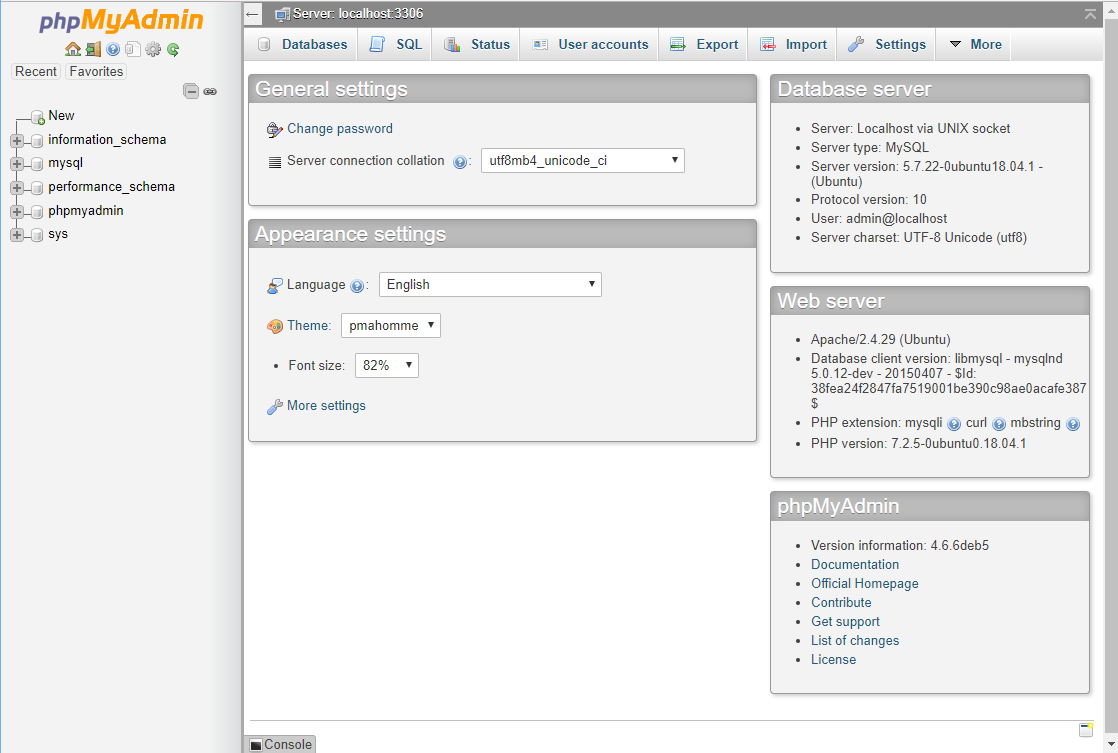 phpMyAdmin
Recent Favorites
New
information_schema
mysql
performance_schema
phpmyadmin
sys
Server: localhost:3306
Databases SQL Status User accounts Export Import Settings More
General settings
Change password
Server connection collation : utf8mb4_unicode_ci
Appearance settings
Language : English
Theme: pmahomme
Font size: 82%
More settings
Database server
Server: Localhost via UNIX socket
Server type: MySQL
Server version: 5.7.22-0ubuntu18.04.1 -
(Ubuntu)
Protocol version: 10
User: admin@localhost
Server charset: UTF-8 Unicode (utf8)
Web server
Apache/2.4.29 (Ubuntu)
Database client version: libmysql - mysqlnd
5.0.12-dev - 20150407 - $Id:
38fea24f2847fa7519001be390c98ae0acafe387
$
PHP extension: mysqli curl mbstring
PHP version: 7.2.5-0ubuntu0.18.04.1
phpMyAdmin
Version information: 4.6.6deb5
Documentation
Official Homepage
Contribute
Get support
List of changes
License
Console